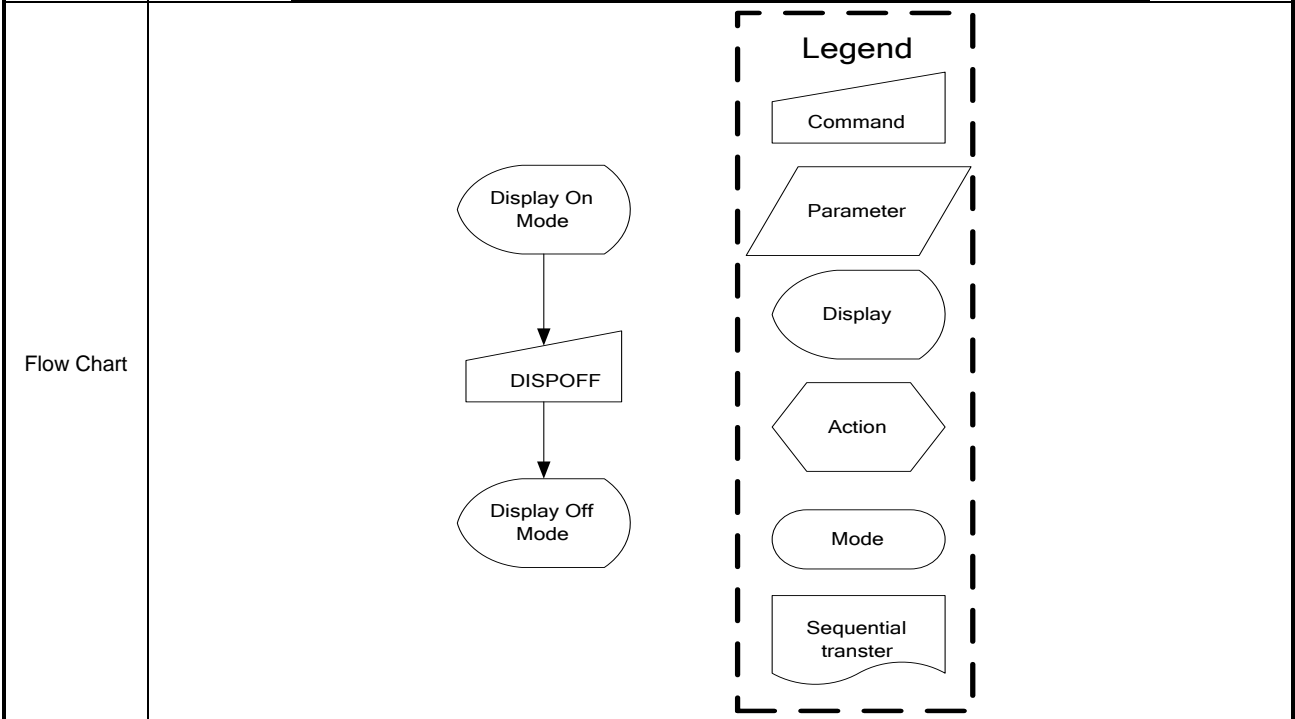 Flow Chart
Display On
Mode
DISPOFF
Display Off
Mode
Legend
Command
Parameter
Display
Action
Mode
Sequential
transter